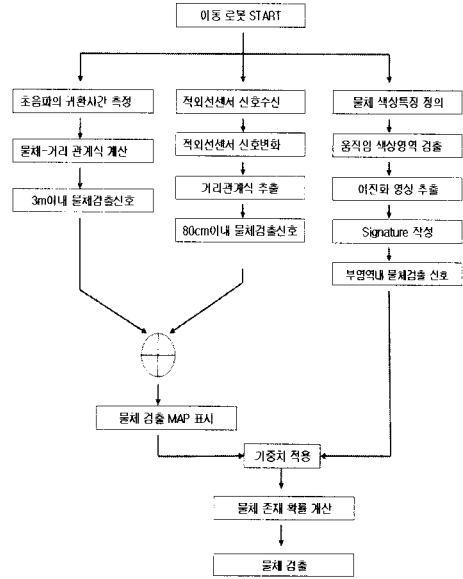 이동 로봇 START
초음파의 귀환시간 측정
적외선센서 신호수신
물체 색상특징 정의
물체-거리 관계식 계산
적외선센서 신호변화
움직임 색상영역 검출
3m이내 물체검출신호
거리관계식 추출
이진화 영상 추출
80cm이내 물체검출신호
Signature 작성
부영역내 물체검출 신호
물체 검출 MAP 표시
가중치 적용
물체 존재 확률 계산
물체 검출